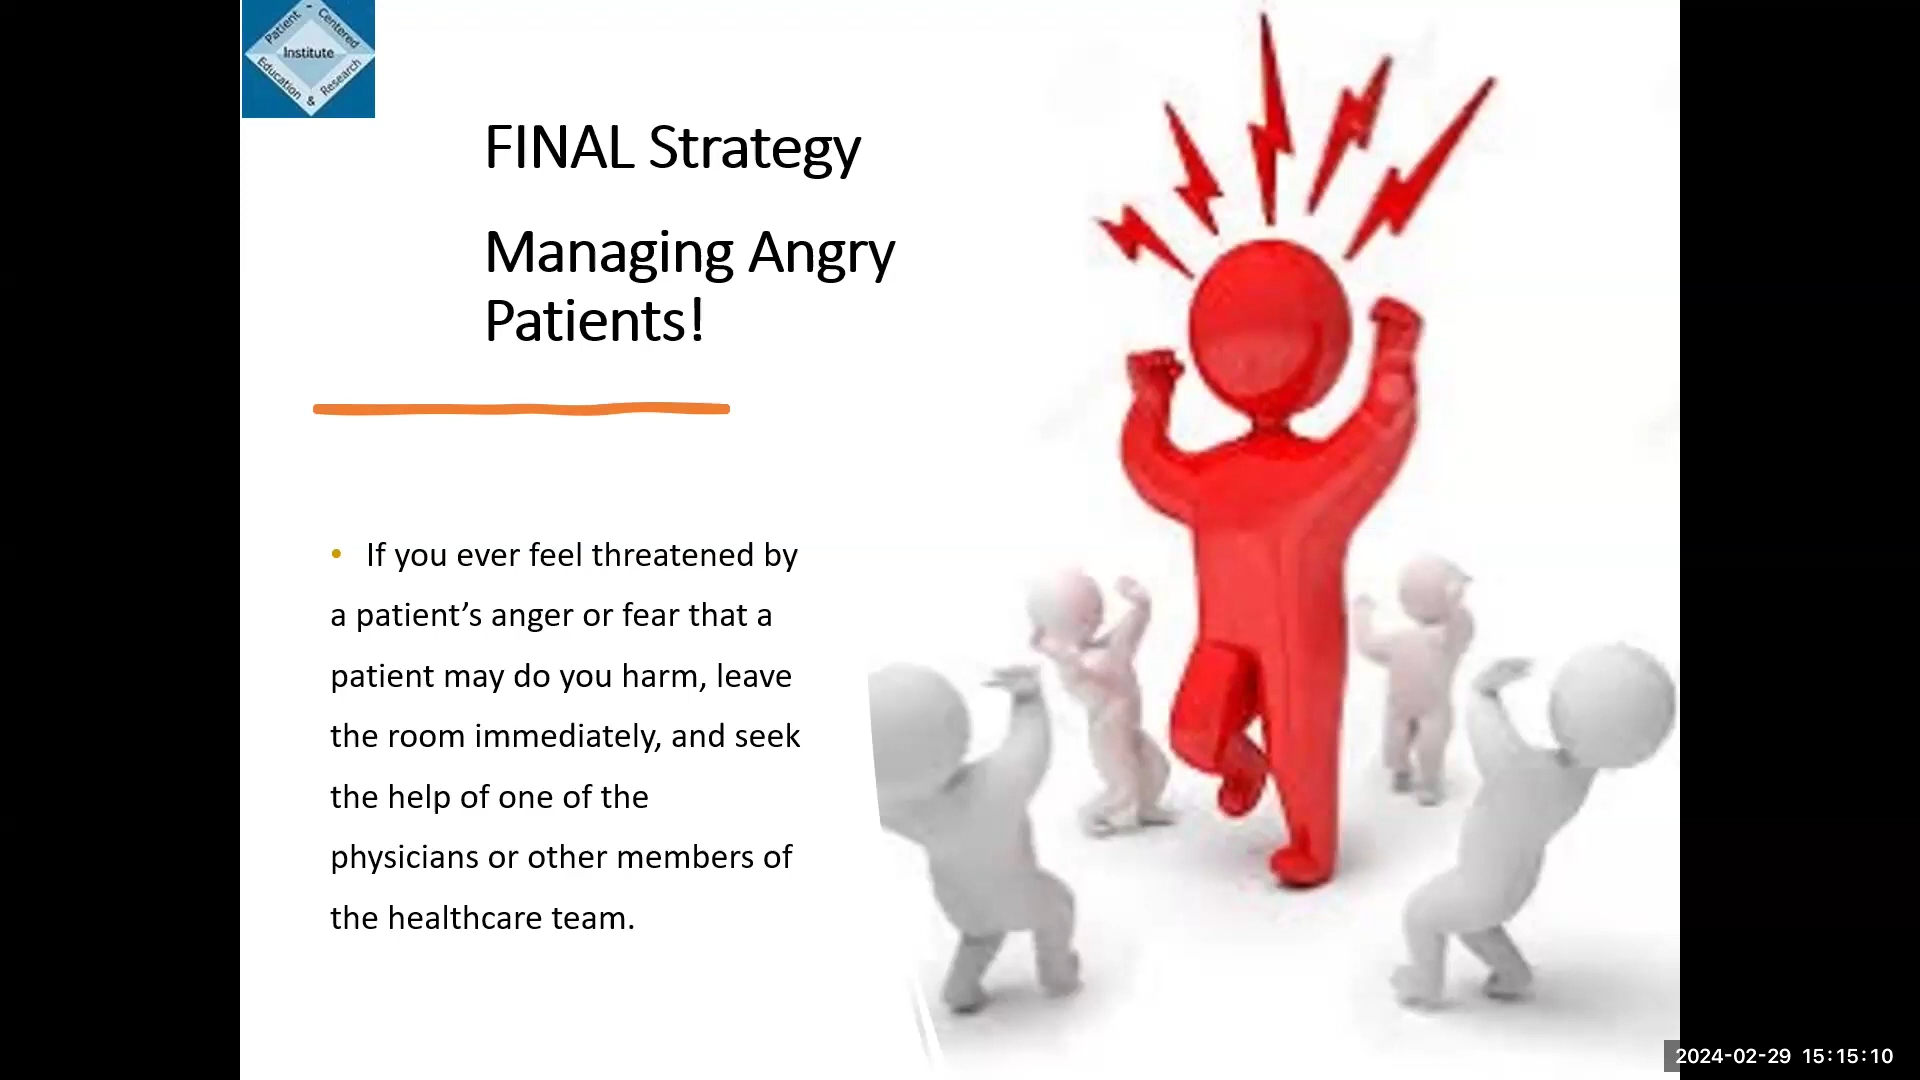 Patient - Centered
Institute
Education & Research
FINAL Strategy
Managing Angry
Patients!
• If you ever feel threatened by
a patient’s anger or fear that a
patient may do you harm, leave
the room immediately, and seek
the help of one of the
physicians or other members of
the healthcare team.
2024-02-29 15:15:10